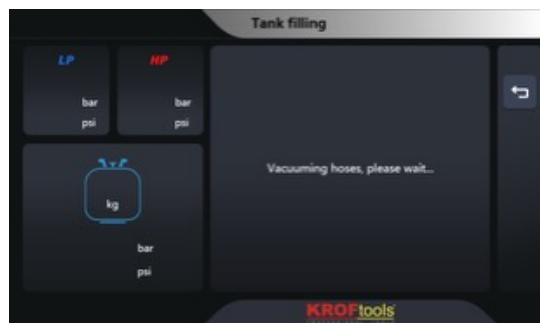 Tank filling
LP
bar
psi
HP
bar
psi
kg
bar
psi
Vacuuming hoses, please wait...
KROFtools